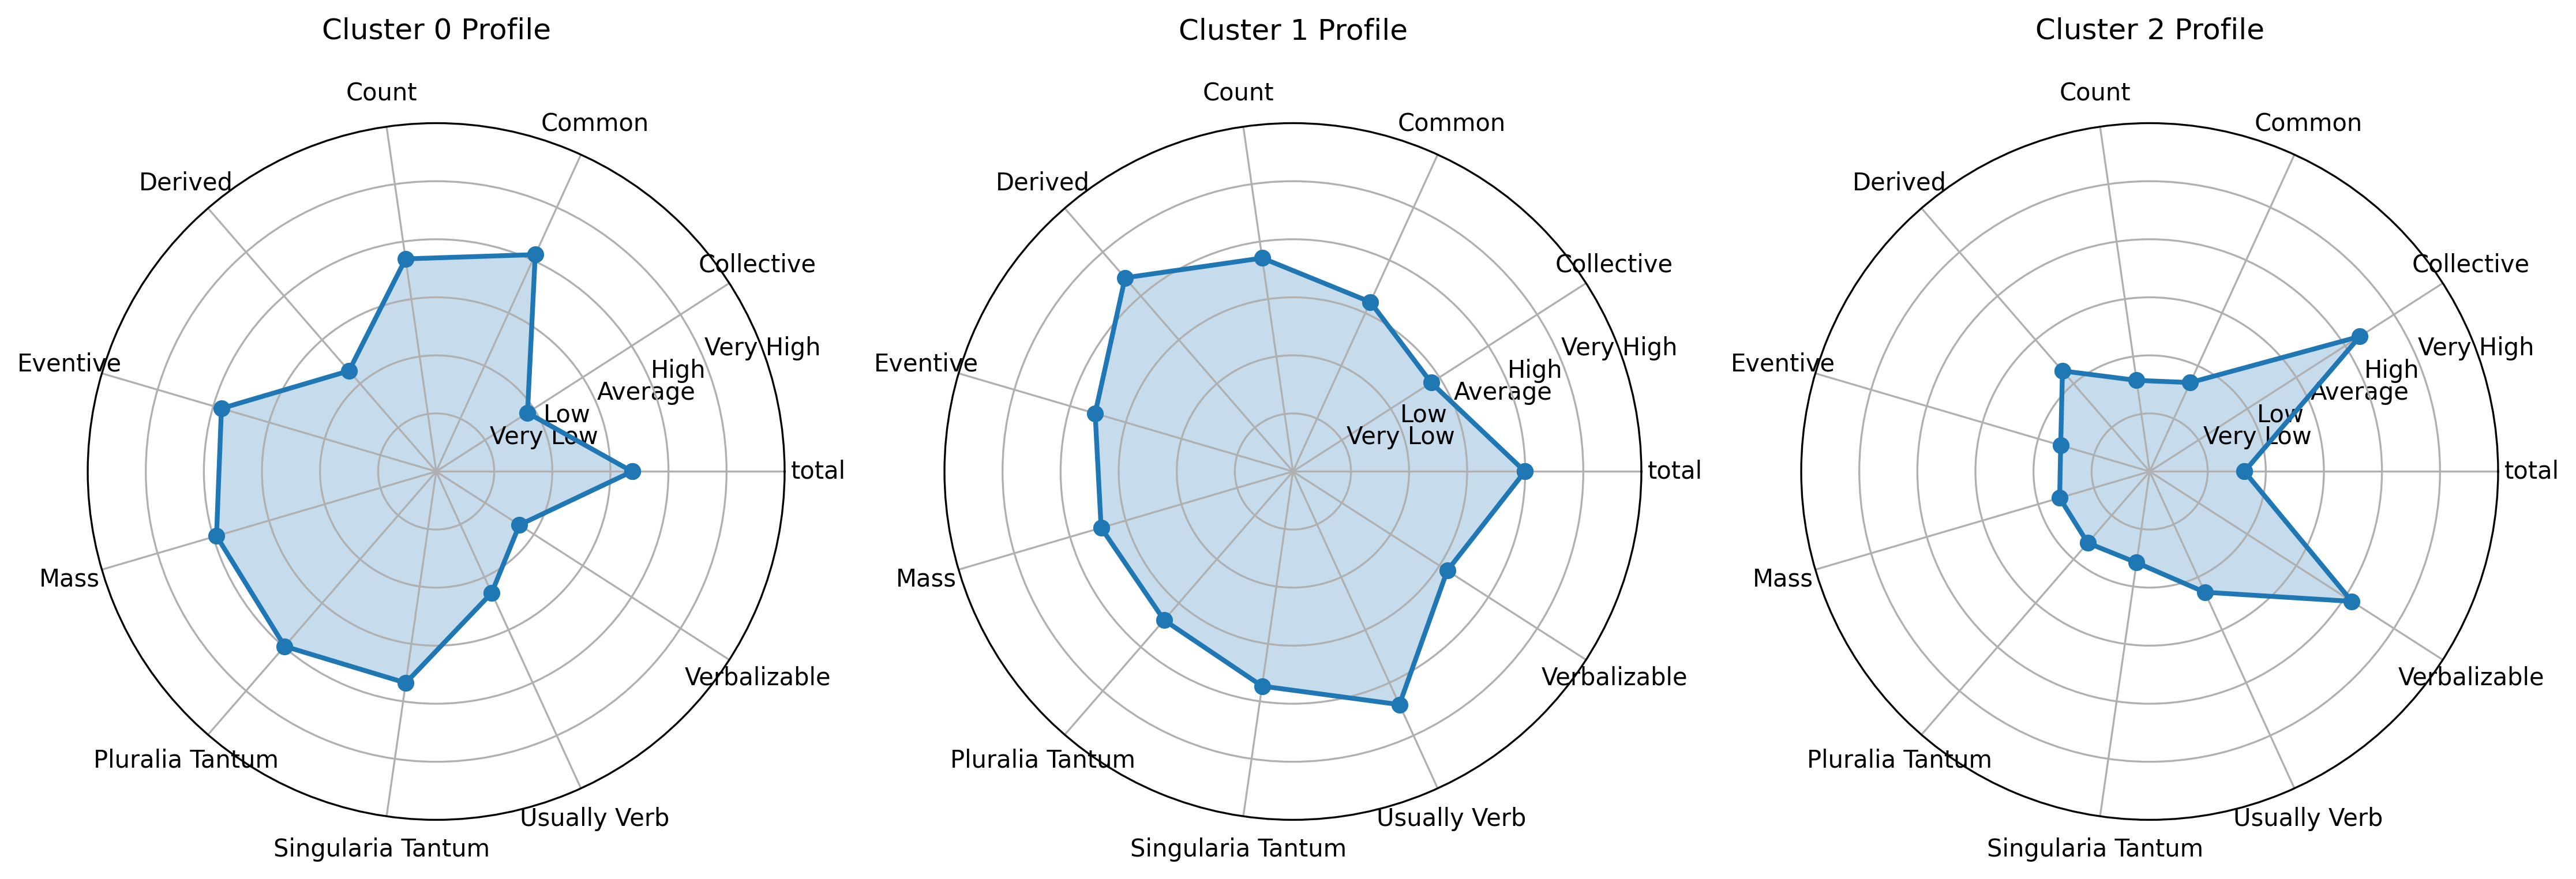 Cluster 0 Profile
Count
Common
Derived
Collective
Very High
Eventive
High
Average
Low
Very Low
total
Mass
Verbalizable
Pluralia Tantum
Usually Verb
Singularia Tantum
Cluster 1 Profile
Count
Common
Derived
Collective
Very High
Eventive
High
Average
Low
Very Low
total
Mass
Verbalizable
Pluralia Tantum
Usually Verb
Singularia Tantum
Cluster 2 Profile
Count
Common
Derived
Collective
Very High
Eventive
High
Average
Low
Very Low
total
Mass
Verbalizable
Pluralia Tantum
Usually Verb
Singularia Tantum